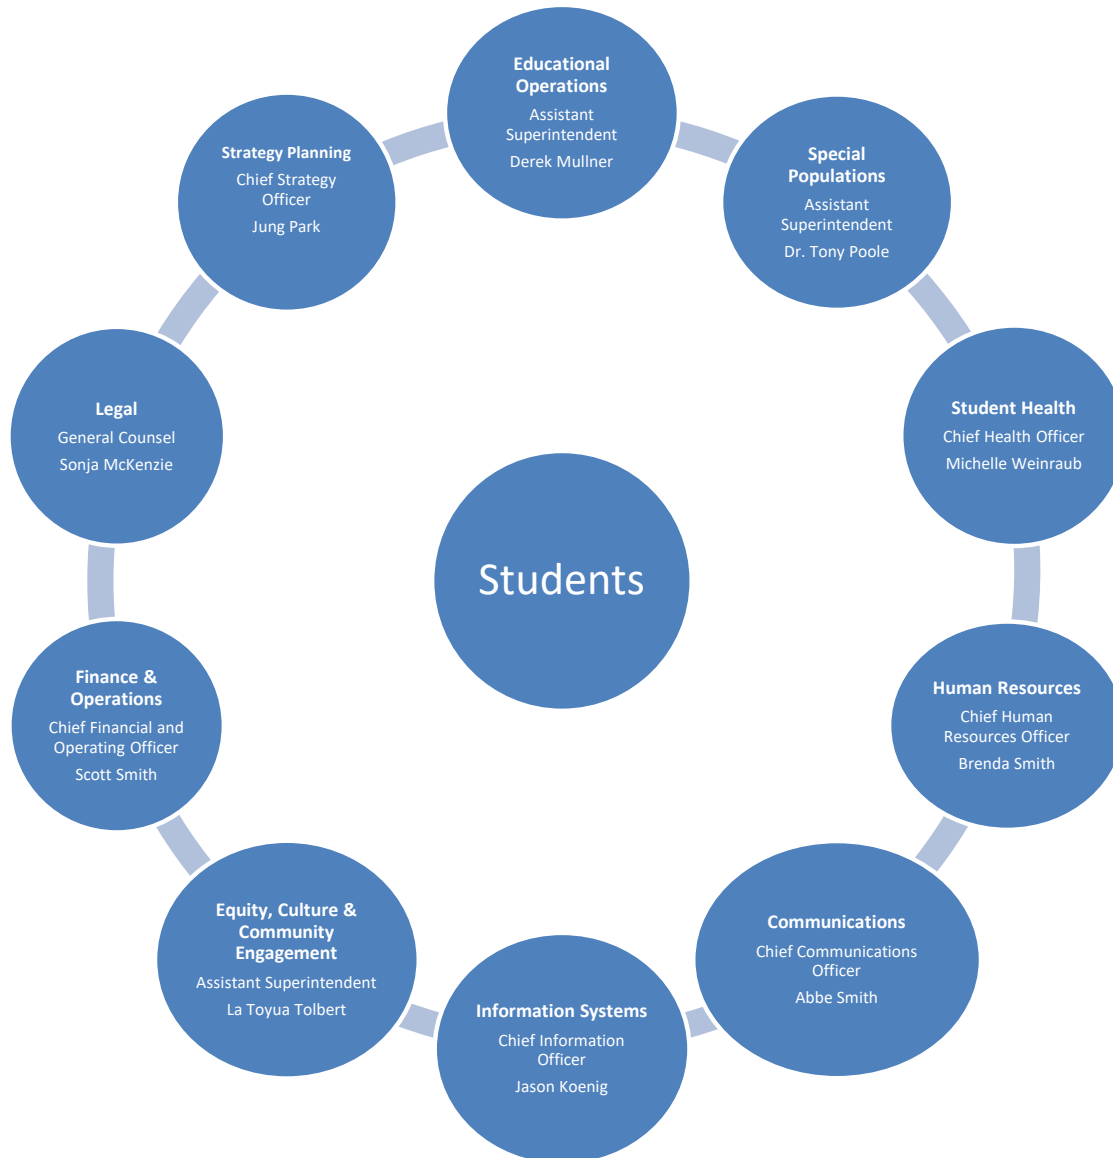 Educational
Operations
Assistant
Superintendent
Derek Mullner
Special
Populations
Assistant
Superintendent
Dr. Tony Poole
Student Health
Chief Health Officer
Michelle Weinraub
Human Resources
Chief Human
Resources Officer
Brenda Smith
Communications
Chief Communications
Officer
Abbe Smith
Information Systems
Chief Information
Officer
Jason Koenig
Equity, Culture &
Community
Engagement
Assistant Superintendent
La Toyua Tolbert
Finance &
Operations
Chief Financial and
Operating Officer
Scott Smith
Legal
General Counsel
Sonja McKenzie
Strategy Planning
Chief Strategy
Officer
Jung Park
Students